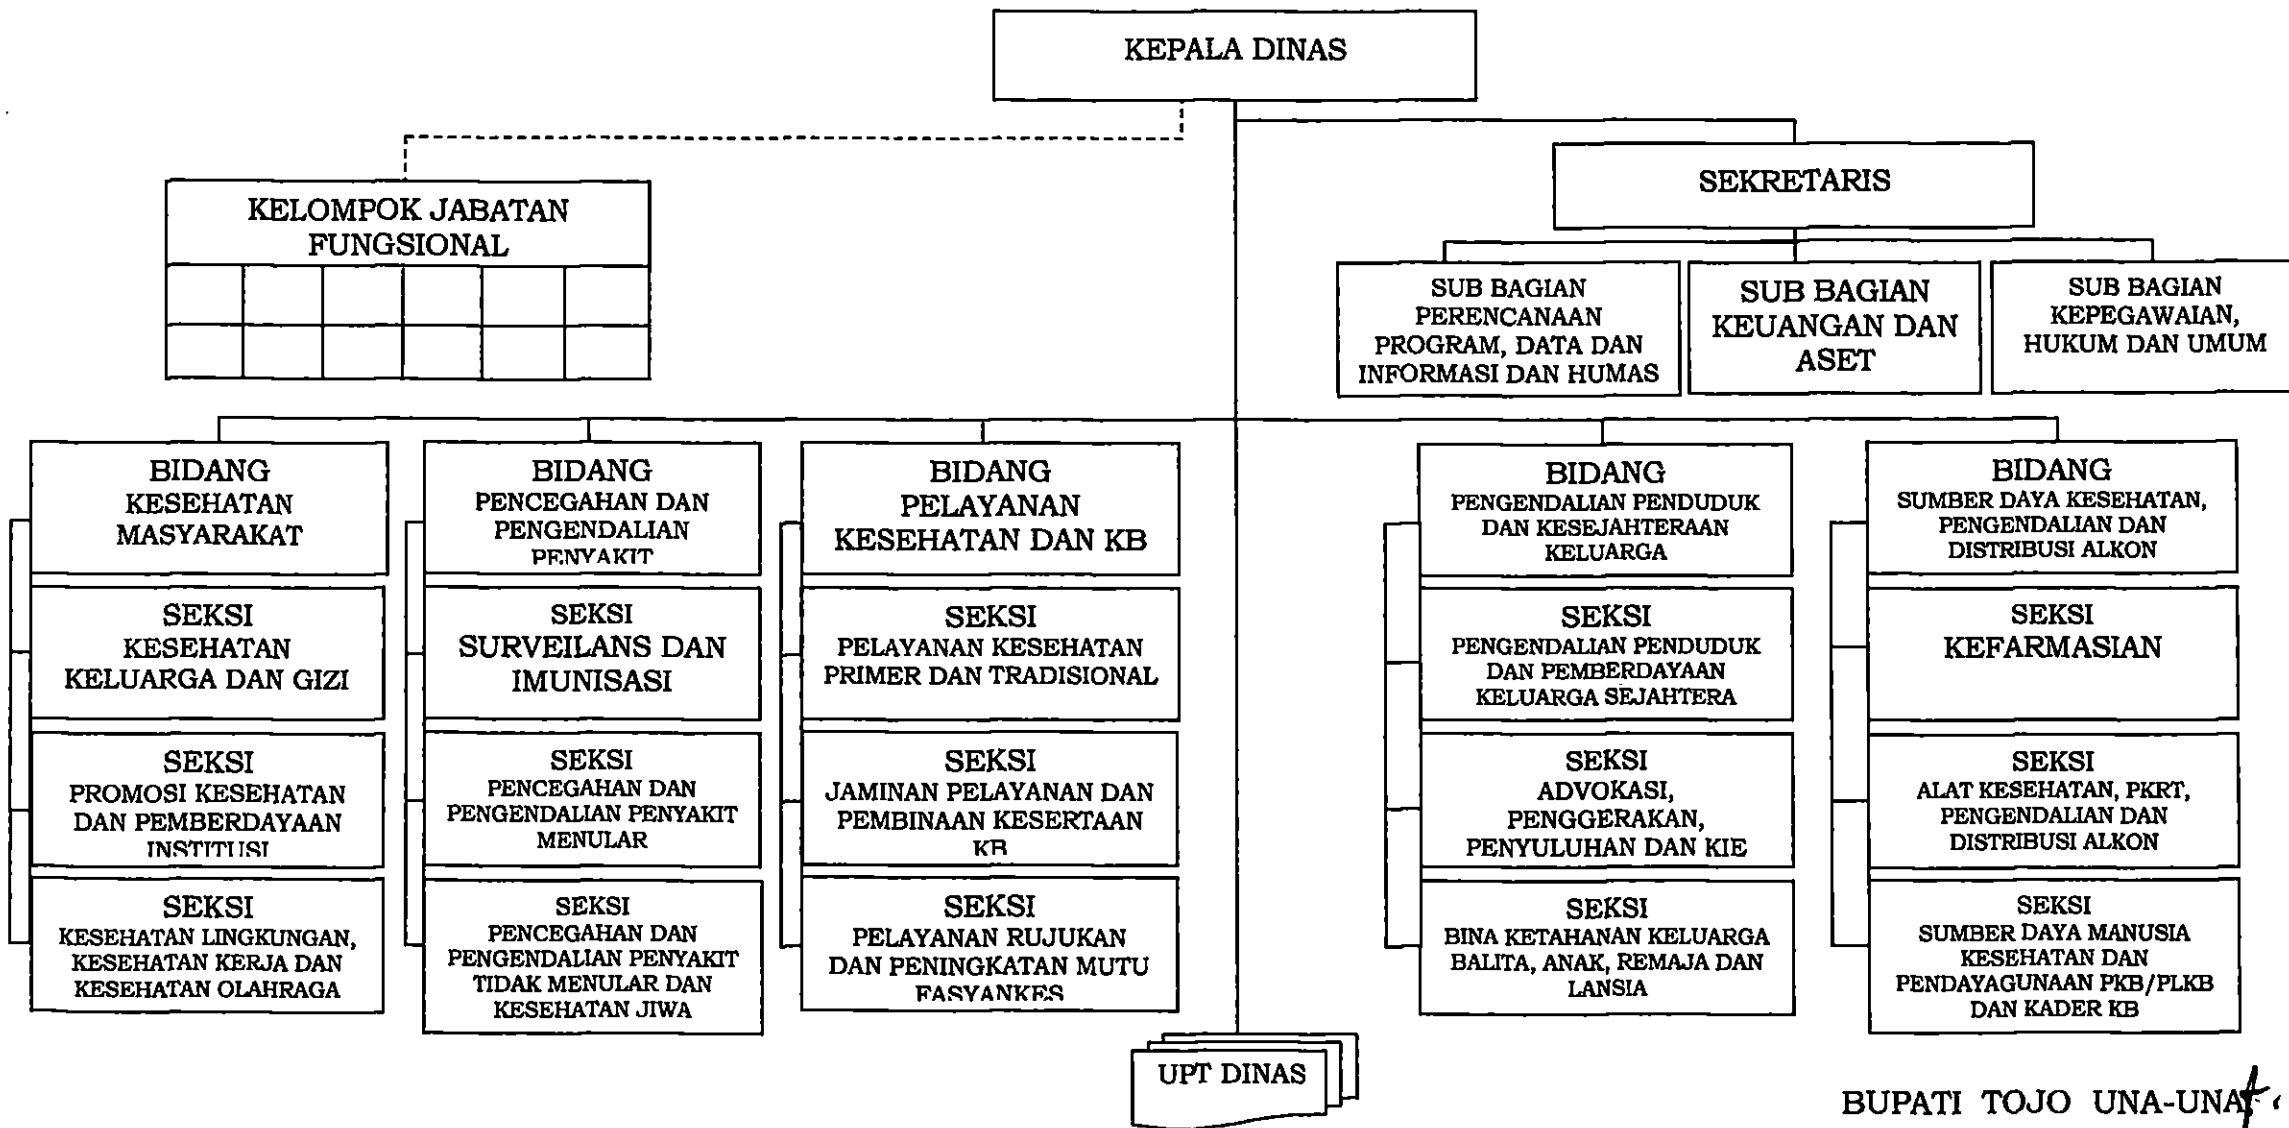 KEPALA DINAS
SEKRETARIS
KELOMPOK JABATAN
FUNGSIONAL
SUB BAGIAN
PERENCANAAN
PROGRAM, DATA DAN
INFORMASI DAN HUMAS
SUB BAGIAN
KEUANGAN DAN
ASET
SUB BAGIAN
KEPEGAWAIAN,
HUKUM DAN UMUM
BIDANG
KESEHATAN
MASYARAKAT
SEKSI
KESEHATAN
KELUARGA DAN GIZI
SEKSI
PROMOSI KESEHATAN
DAN PEMBERDAYAAN
INSTITUSI
SEKSI
KESEHATAN LINGKUNGAN,
KESEHATAN KERJA DAN
KESEHATAN OLAHRAGA
BIDANG
PENCEGAHAN DAN
PENGENDALIAN
PENYAKIT
SEKSI
SURVEILANS DAN
IMUNISASI
SEKSI
PENCEGAHAN DAN
PENGENDALIAN PENYAKIT
MENULAR
SEKSI
PENCEGAHAN DAN
PENGENDALIAN PENYAKIT
TIDAK MENULAR DAN
KESEHATAN JIWA
BIDANG
PELAYANAN
KESEHATAN DAN KB
SEKSI
PELAYANAN KESEHATAN
PRIMER DAN TRADISIONAL
SEKSI
JAMINAN PELAYANAN DAN
PEMBINAAN KESERTAAN
KB
SEKSI
PELAYANAN RUJUKAN
DAN PENINGKATAN MUTU
FASYANKES
BIDANG
PENGENDALIAN PENDUDUK
DAN KESEJAHTERAAN
KELUARGA
SEKSI
PENGENDALIAN PENDUDUK
DAN PEMBERDAYAAN
KELUARGA SEJAHTERA
SEKSI
ADVOKASI,
PENGGERAKAN,
PENYULUHAN DAN KIE
SEKSI
BINA KETAHANAN KELUARGA
BALITA, ANAK, REMAJA DAN
LANSIA
BIDANG
SUMBER DAYA KESEHATAN,
PENGENDALIAN DAN
DISTRIBUSI ALKON
SEKSI
KEFARMASIAN
SEKSI
ALAT KESEHATAN, PKRT,
PENGENDALIAN DAN
DISTRIBUSI ALKON
SEKSI
SUMBER DAYA MANUSIA
KESEHATAN DAN
PENDAYAGUNAAN PKB/PLKB
DAN KADER KB
UPT DINAS
BUPATI TOJO UNA-UNA